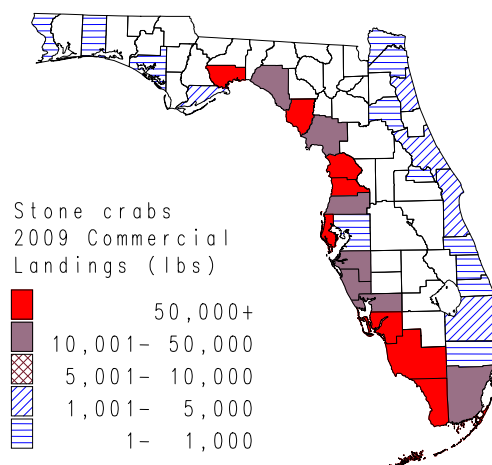 Stone crabs
2009 Commercial
Landings (lbs)
50,000+
10,001- 50,000
5,001- 10,000
1,001- 5,000
1- 1,000